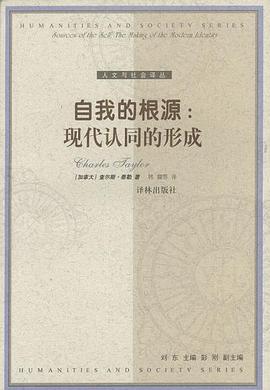 HUMANITIES AND SOCIETY SERIES
Sources of the Self: The Making of the Modern Identity
人文与社会译丛
自我的根源：
现代认同的形成
Charles Taylor
［加拿大］查尔斯·泰勒 著 韩震等 译
译林出版社
刘东 主编 彭刚 副主编
HUMANITIES AND SOCIETY SERIES